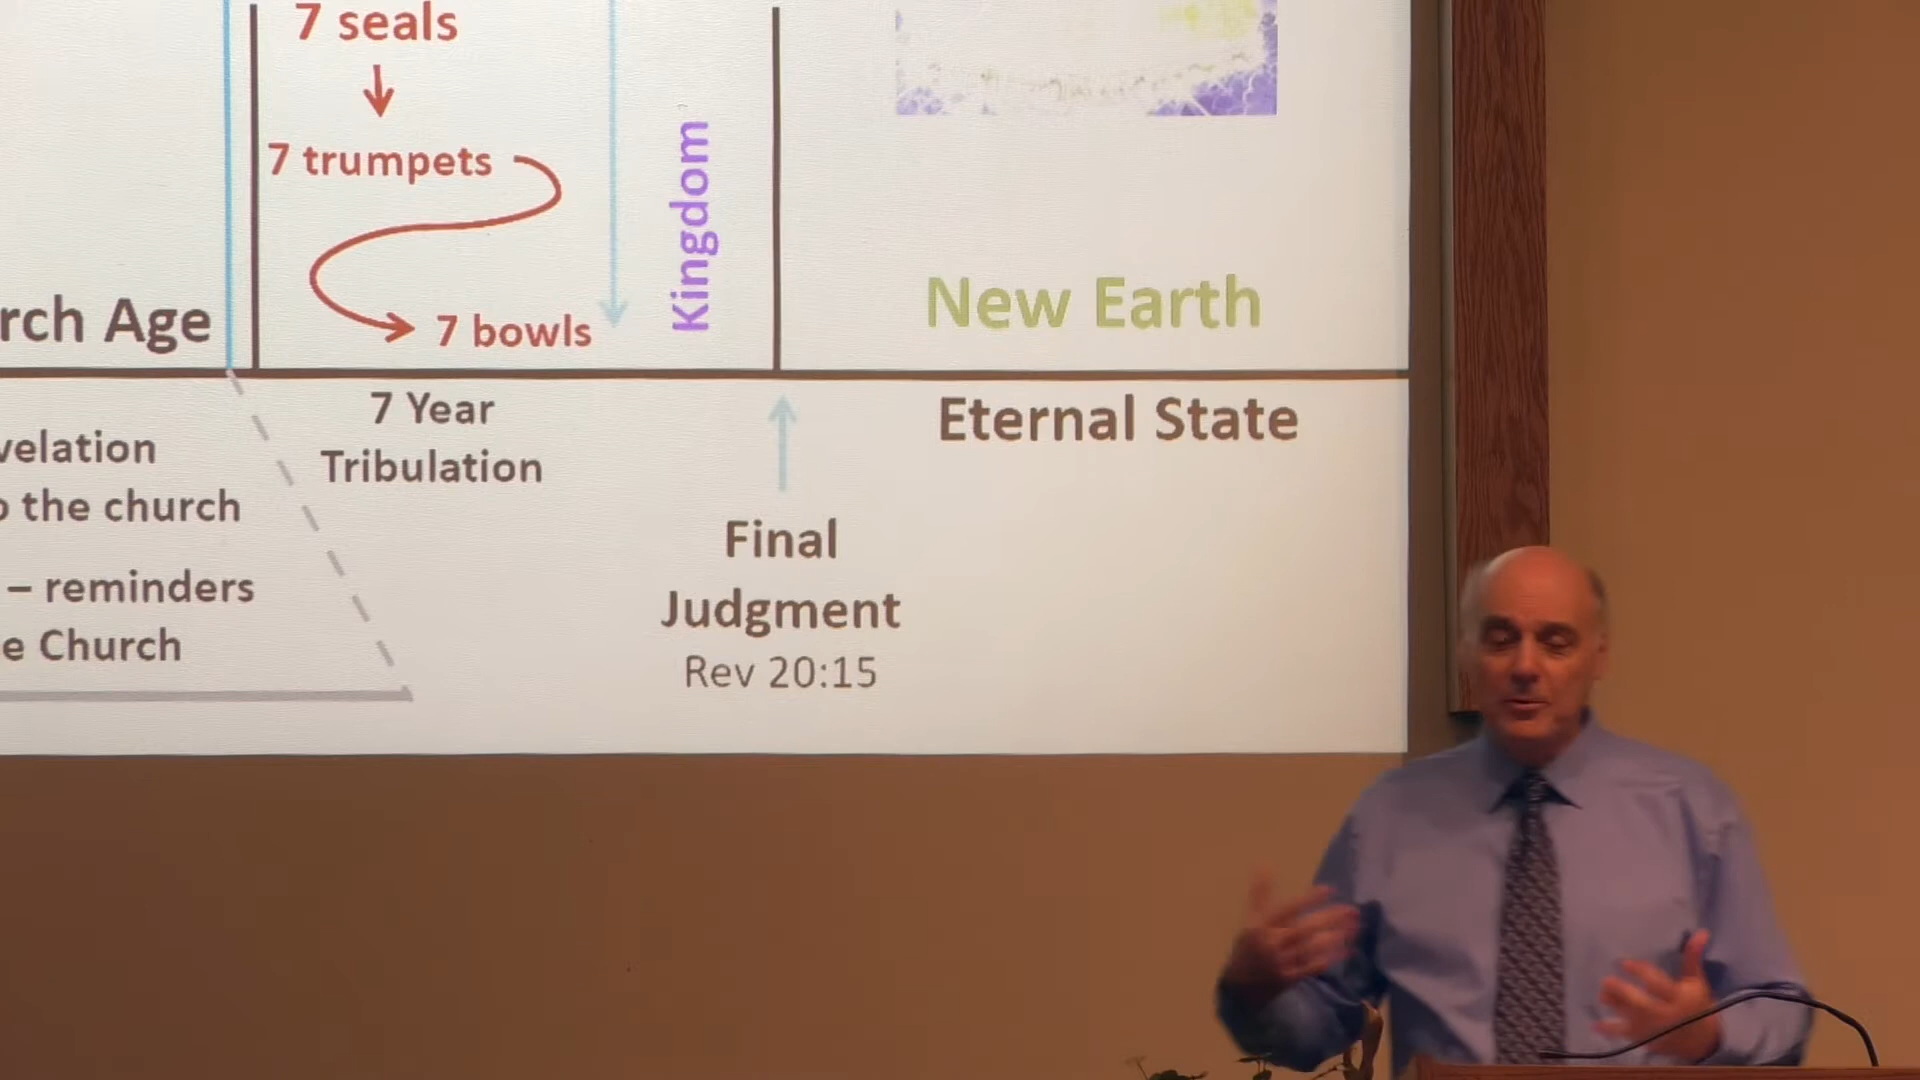 7 seals
7 trumpets
7 bowls
Kingdom
New Earth
rch Age
7 Year
Tribulation
Eternal State
velation
o the church
– reminders
e Church
Final
Judgment
Rev 20:15